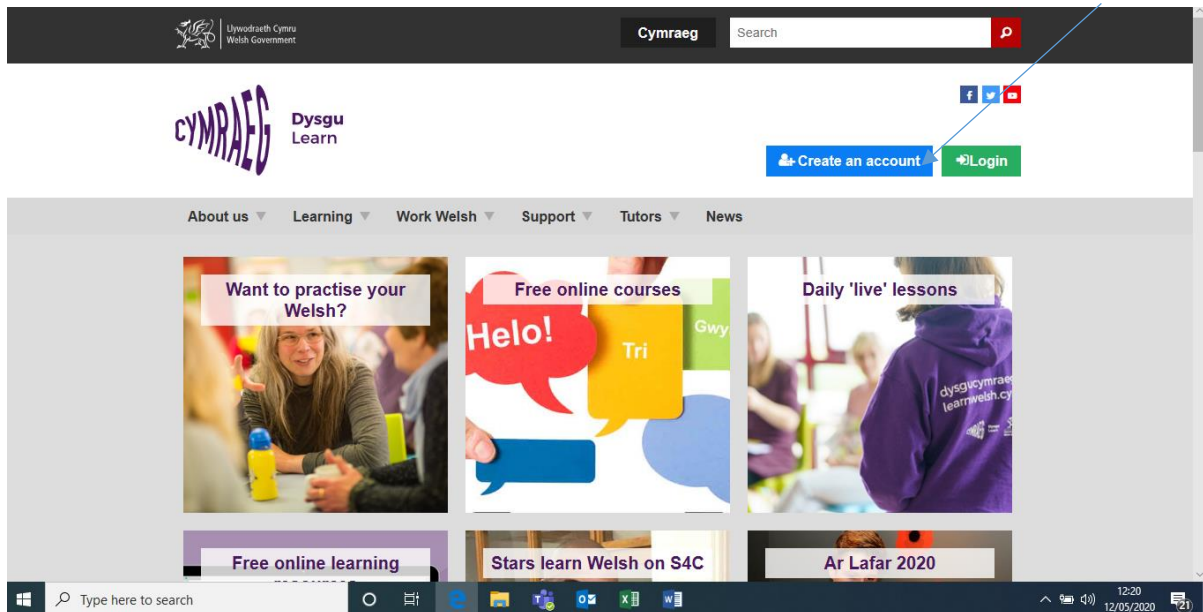 Llywodraeth Cymru
Welsh Government
Cymraeg
Search
CYMRAEG
Dysgu
Learn
Create an account
Login
About us
Learning
Work Welsh
Support
Tutors
News
Want to practise your
Welsh?
Free online courses
Helo!
Tri
Gwy
Daily 'live' lessons
dysgucymrae
learnwelsh.cy
Free online learning
Stars learn Welsh on S4C
Ar Lafar 2020
Type here to search
12:20
12/05/2020
21